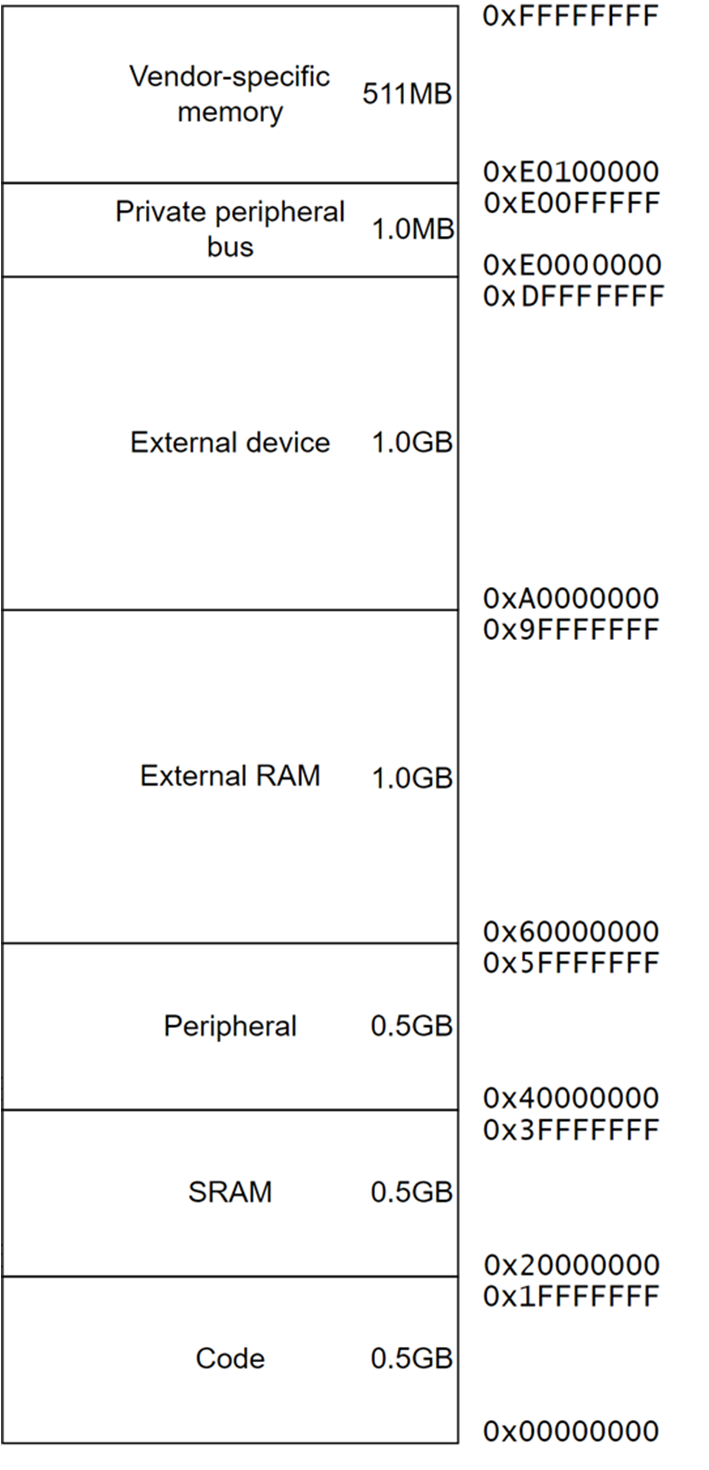 0xFFFFFFFF
Vendor-specific
memory
511MB
0xE0100000
0xE00FFFFF
Private peripheral
bus
1.0MB
0xE0000000
0xDFFFFFFF
External device
1.0GB
0xA0000000
0x9FFFFFFF
External RAM
1.0GB
0x60000000
0x5FFFFFFF
Peripheral
0.5GB
0x40000000
0x3FFFFFFF
SRAM
0.5GB
0x20000000
0x1FFFFFFF
Code
0.5GB
0x00000000